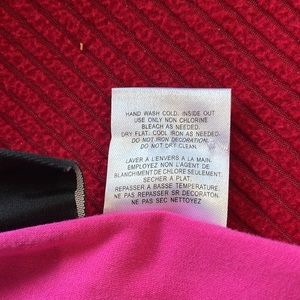 HAND WASH COLD. INSIDE OUT
USE ONLY NON CHLORINE
BLEACH AS NEEDED.
DRY FLAT. COOL IRON AS NEEDED.
DO NOT IRON DECORATION.
DO NOT DRY CLEAN.
LAVER A L'ENVERS A LA MAIN.
EMPLOYEZ NON L'AGENT DE
BLANCHIMENT DE CHLORE SEULEMENT.
SECHER A PLAT.
REPASSER A BASSE TEMPERATURE.
NE PAS REPASSER SR DECORATON.
NE PAS SEC NETTOYEZ